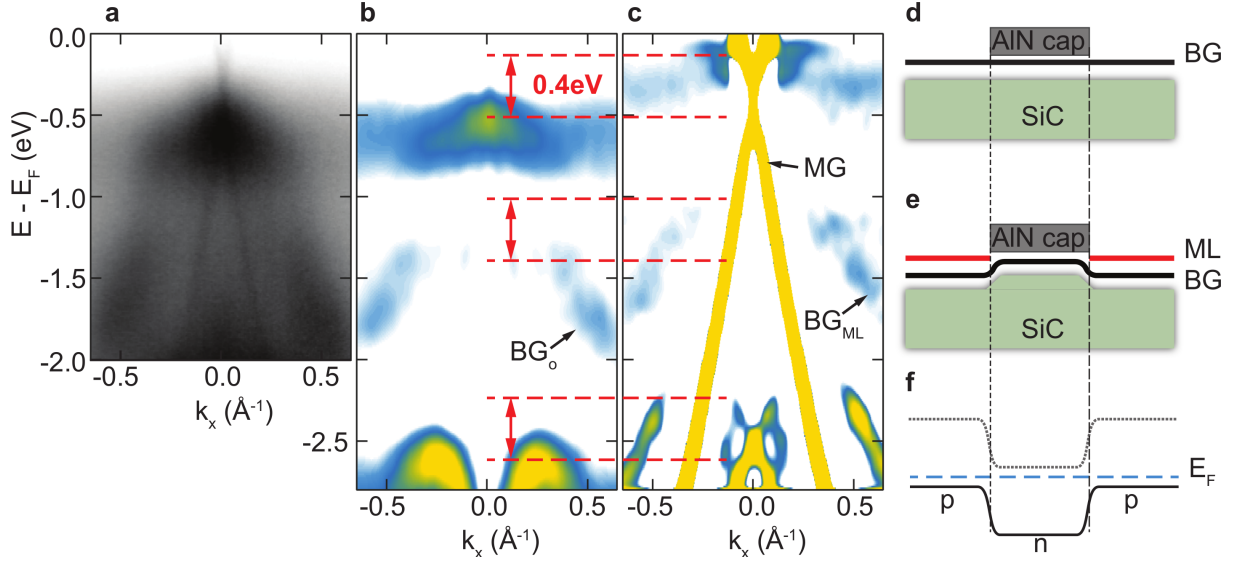 a
b
c
d
0.0
-0.5
-1.0
-1.5
-2.0
-2.5
E - E_F (eV)
-0.5 0.0 0.5
k_x (Å⁻¹)
0.4eV
BG_o
-0.5 0.0 0.5
k_x (Å⁻¹)
MG
BG_ML
-0.5 0.0 0.5
k_x (Å⁻¹)
AlN cap
BG
SiC
e
AlN cap
ML
BG
SiC
f
E_F
p
p
n